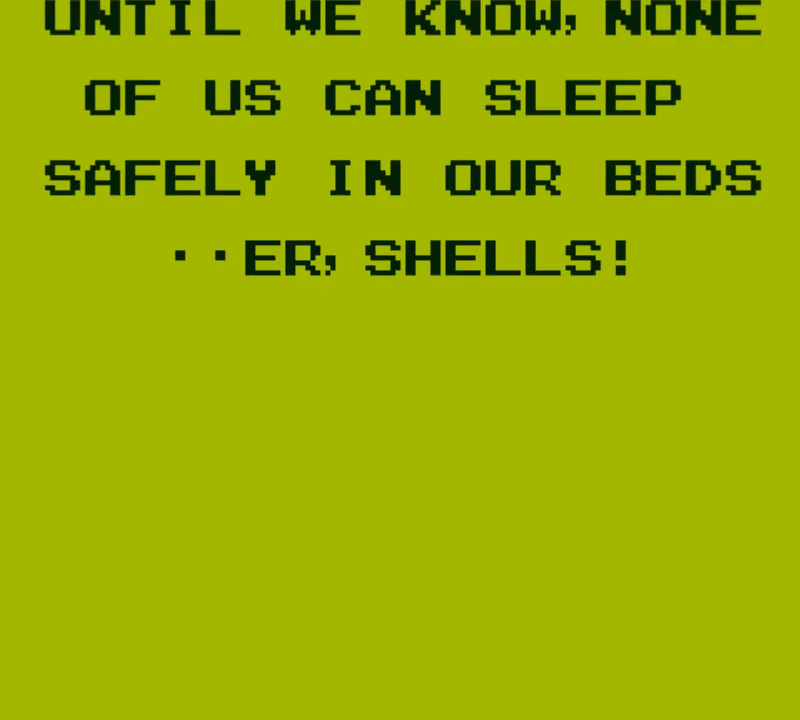 UNTIL WE KNOW, NONE
OF US CAN SLEEP
SAFELY IN OUR BEDS
··ER, SHELLS!